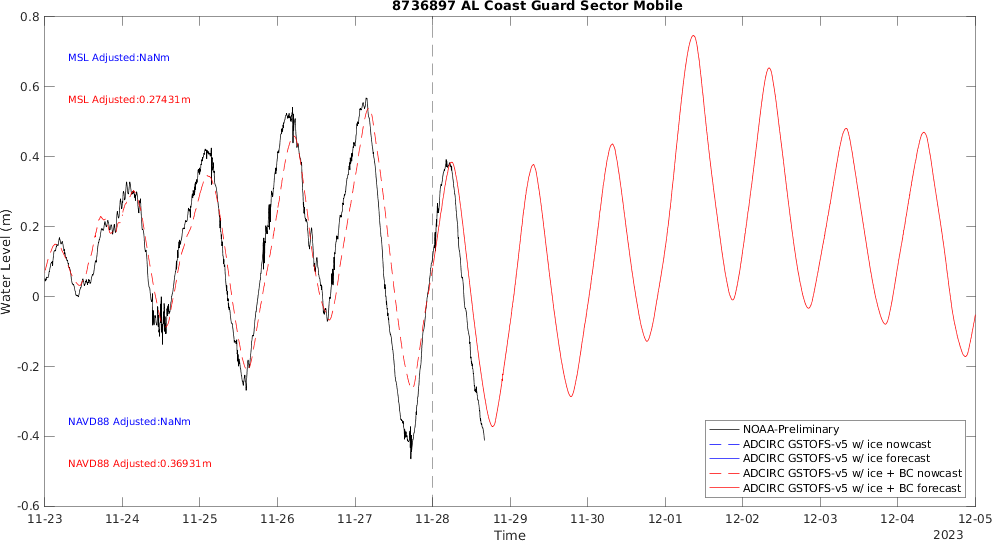 8736897 AL Coast Guard Sector Mobile
MSL Adjusted:NaNm
MSL Adjusted:0.27431m
NAVD88 Adjusted:NaNm
NAVD88 Adjusted:0.36931m
Water Level (m)
0.8
0.6
0.4
0.2
0
-0.2
-0.4
-0.6
NOAA-Preliminary
ADCIRC GSTOFS-v5 w/ ice nowcast
ADCIRC GSTOFS-v5 w/ ice forecast
ADCIRC GSTOFS-v5 w/ ice + BC nowcast
ADCIRC GSTOFS-v5 w/ ice + BC forecast
11-23 11-24 11-25 11-26 11-27 11-28 11-29 11-30 12-01 12-02 12-03 12-04 12-05
Time
2023